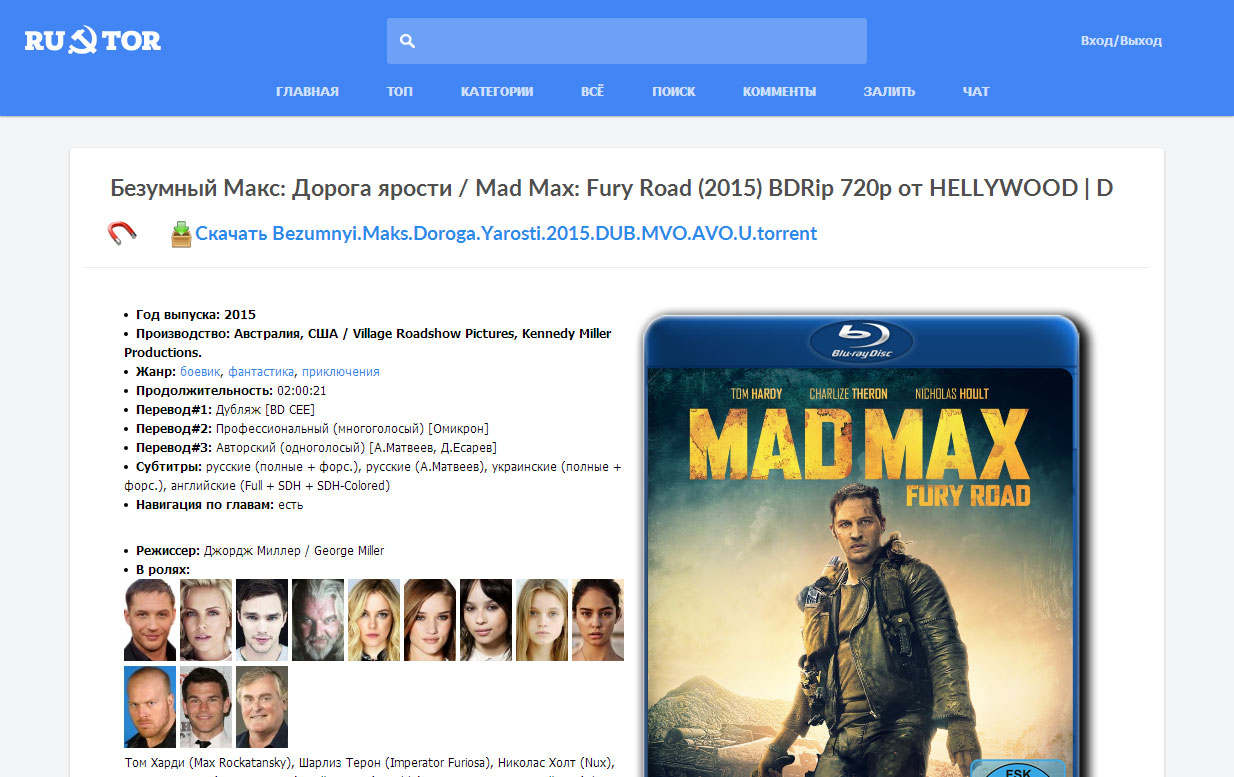 RU TOR
Вход/Выход
ГЛАВНАЯ ТОП КАТЕГОРИИ ВСЁ ПОИСК КОММЕНТЫ ЗАЛИТЬ ЧАТ
Безумный Макс: Дорога ярости / Mad Max: Fury Road (2015) BDRip 720p от HELLYWOOD | D
Скачать Bezumnyi.Maks.Doroga.Yarosti.2015.DUB.MVO.AVO.U.torrent
• Год выпуска: 2015
• Производство: Австралия, США / Village Roadshow Pictures, Kennedy Miller
Productions.
• Жанр: боевик, фантастика, приключения
• Продолжительность: 02:00:21
• Перевод#1: Дубляж [BD CEE]
• Перевод#2: Профессиональный (многоголосый) [Омикрон]
• Перевод#3: Авторский (одноголосый) [А.Матвеев, Д.Есарев]
• Субтитры: русские (полные + форс.), русские (А.Матвеев), украинские (полные +
форс.), английские (Full + SDH + SDH-Colored)
• Навигация по главам: есть
• Режиссер: Джордж Миллер / George Miller
• В ролях:
Том Харди (Max Rockatansky), Шарлиз Терон (Imperator Furiosa), Николас Холт (Nux),
Blu-ray Disc
TOM HARDY CHARLIZE THERON NICHOLAS HOULT
MAD MAX
FURY ROAD
FSK